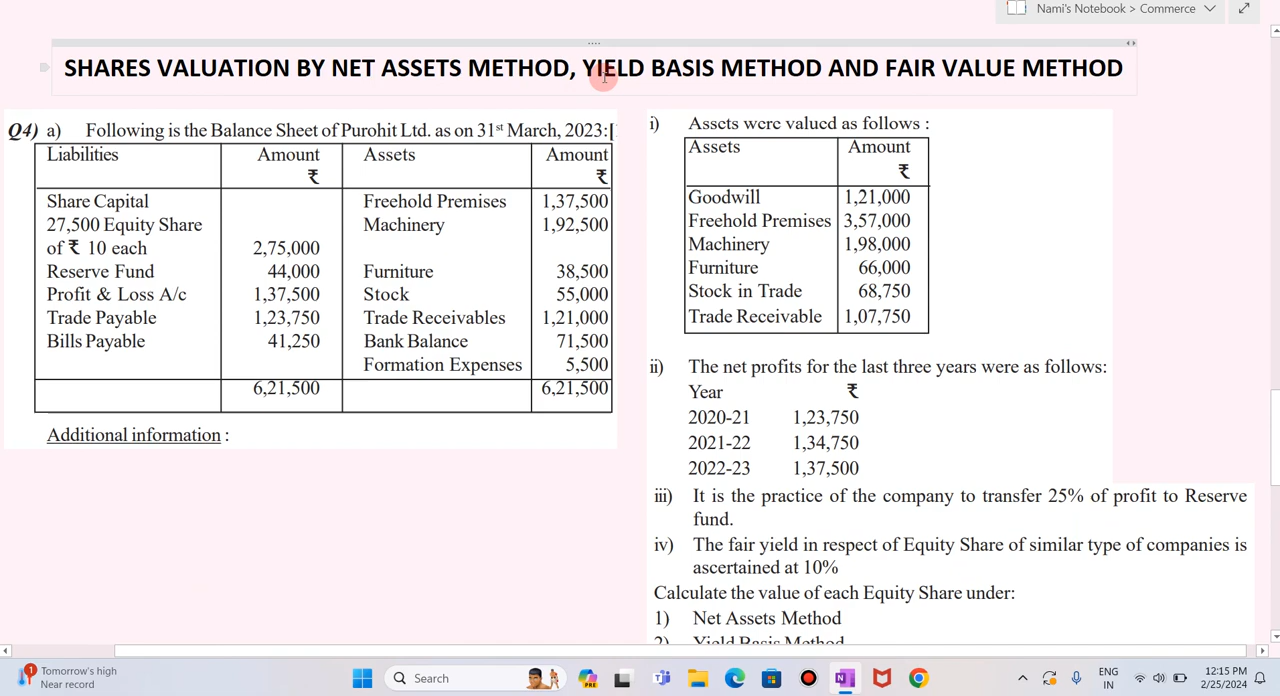 Nami's Notebook > Commerce
SHARES VALUATION BY NET ASSETS METHOD, YIELD BASIS METHOD AND FAIR VALUE METHOD
Q4) a) Following is the Balance Sheet of Purohit Ltd. as on 31st March, 2023:[
Liabilities Amount ₹ Assets Amount ₹
Share Capital Freehold Premises 1,37,500
27,500 Equity Share Machinery 1,92,500
of ₹ 10 each 2,75,000
Reserve Fund 44,000 Furniture 38,500
Profit & Loss A/c 1,37,500 Stock 55,000
Trade Payable 1,23,750 Trade Receivables 1,21,000
Bills Payable 41,250 Bank Balance 71,500
Formation Expenses 5,500
6,21,500 6,21,500
Additional information :
i) Assets were valued as follows :
Assets Amount
₹
Goodwill 1,21,000
Freehold Premises 3,57,000
Machinery 1,98,000
Furniture 66,000
Stock in Trade 68,750
Trade Receivable 1,07,750
ii) The net profits for the last three years were as follows:
Year ₹
2020-21 1,23,750
2021-22 1,34,750
2022-23 1,37,500
iii) It is the practice of the company to transfer 25% of profit to Reserve
fund.
iv) The fair yield in respect of Equity Share of similar type of companies is
ascertained at 10%
Calculate the value of each Equity Share under:
1) Net Assets Method
2) Yield Basis Method
1
Tomorrow's high
Near record
Search
PRE
ENG
IN
12:15 PM
2/25/2024